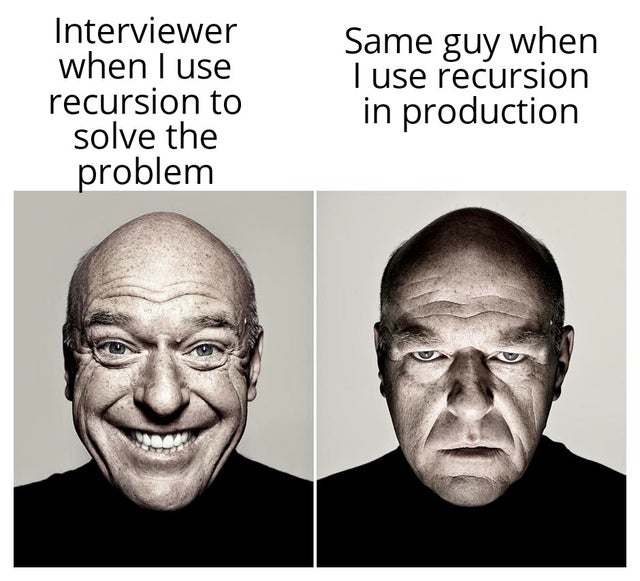 Interviewer
when I use
recursion to
solve the
problem
Same guy when
I use recursion
in production